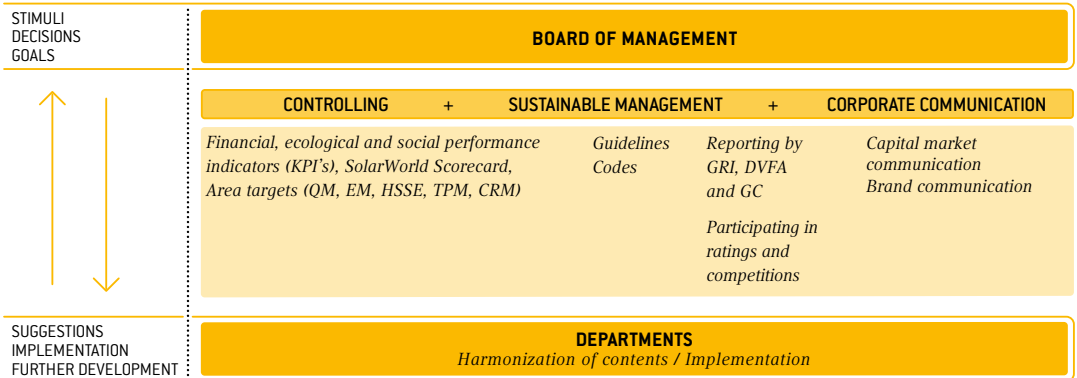 STIMULI
DECISIONS
GOALS
BOARD OF MANAGEMENT
CONTROLLING + SUSTAINABLE MANAGEMENT + CORPORATE COMMUNICATION
Financial, ecological and social performance
indicators (KPI's), SolarWorld Scorecard,
Area targets (QM, EM, HSSE, TPM, CRM)
Guidelines
Codes
Reporting by
GRI, DVFA
and GC
Participating in
ratings and
competitions
Capital market
communication
Brand communication
SUGGESTIONS
IMPLEMENTATION
FURTHER DEVELOPMENT
DEPARTMENTS
Harmonization of contents / Implementation